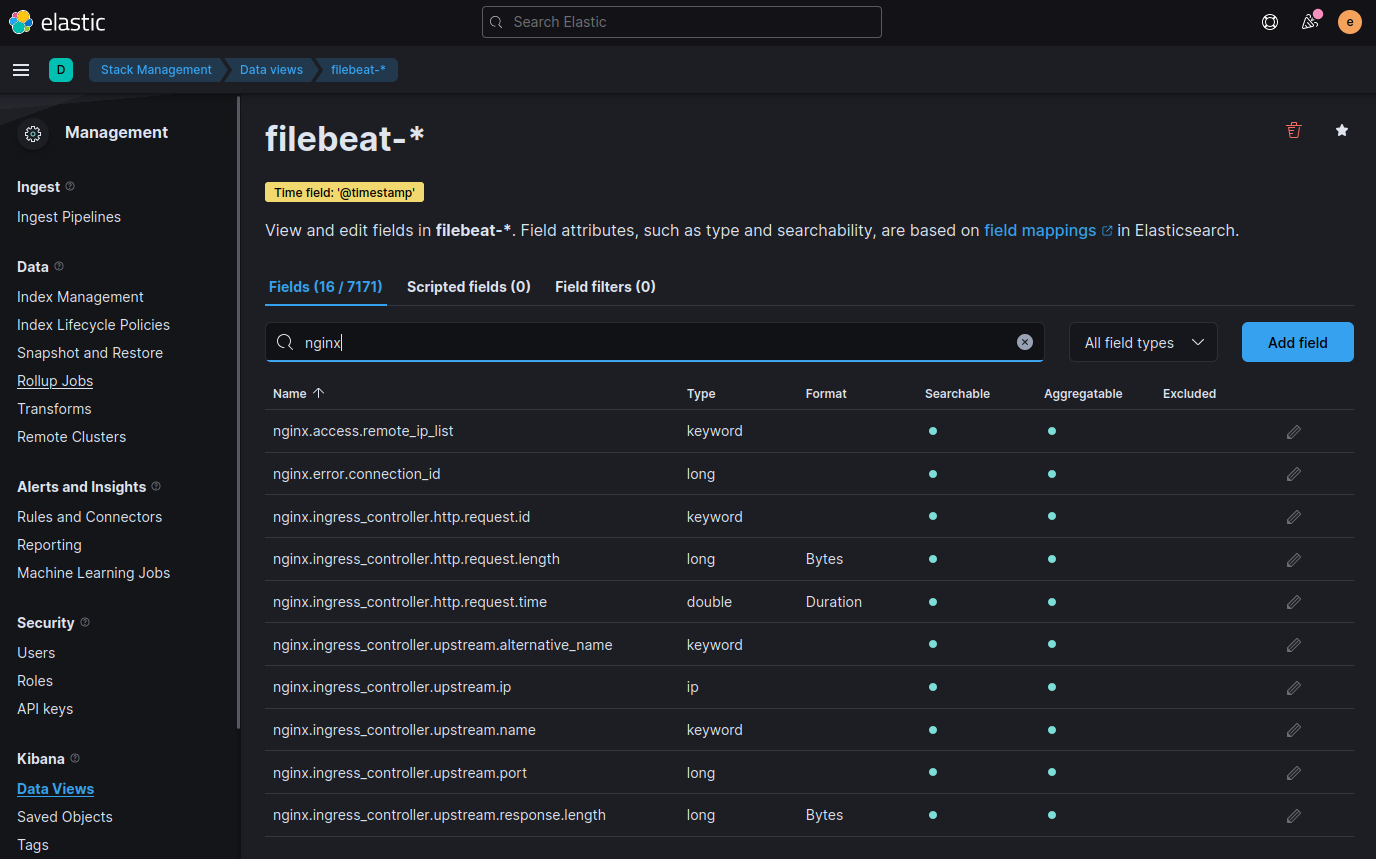 elastic
Search Elastic
e
D
Stack Management
Data views
filebeat-*
Management
Ingest
Ingest Pipelines
Data
Index Management
Index Lifecycle Policies
Snapshot and Restore
Rollup Jobs
Transforms
Remote Clusters
Alerts and Insights
Rules and Connectors
Reporting
Machine Learning Jobs
Security
Users
Roles
API keys
Kibana
Data Views
Saved Objects
Tags
filebeat-*
Time field: '@timestamp'
View and edit fields in filebeat-*. Field attributes, such as type and searchability, are based on field mappings in Elasticsearch.
Fields (16 / 7171) Scripted fields (0) Field filters (0)
nginx
All field types
Add field
Name Type Format Searchable Aggregatable Excluded
nginx.access.remote_ip_list keyword
nginx.error.connection_id long
nginx.ingress_controller.http.request.id keyword
nginx.ingress_controller.http.request.length long Bytes
nginx.ingress_controller.http.request.time double Duration
nginx.ingress_controller.upstream.alternative_name keyword
nginx.ingress_controller.upstream.ip ip
nginx.ingress_controller.upstream.name keyword
nginx.ingress_controller.upstream.port long
nginx.ingress_controller.upstream.response.length long Bytes